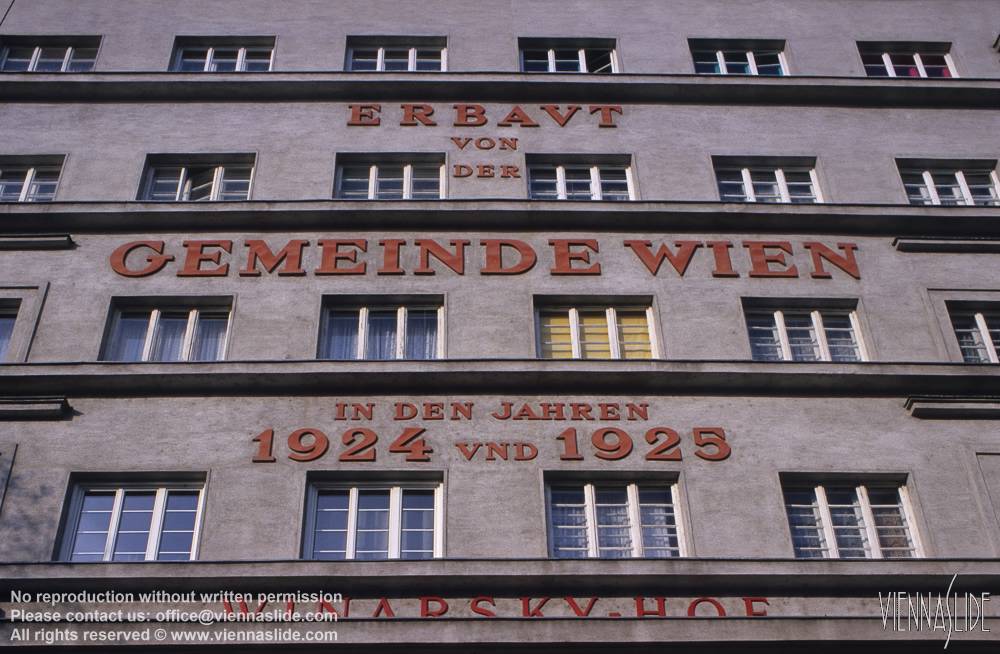 ERBAVT
VON
DER
GEMEINDE WIEN
IN DEN JAHREN
1924 VND 1925
WINARSKY-HOF
No reproduction without written permission
Please contact us: office@viennaslide.com
All rights reserved © www.viennaslide.com
VIENNASLIDE